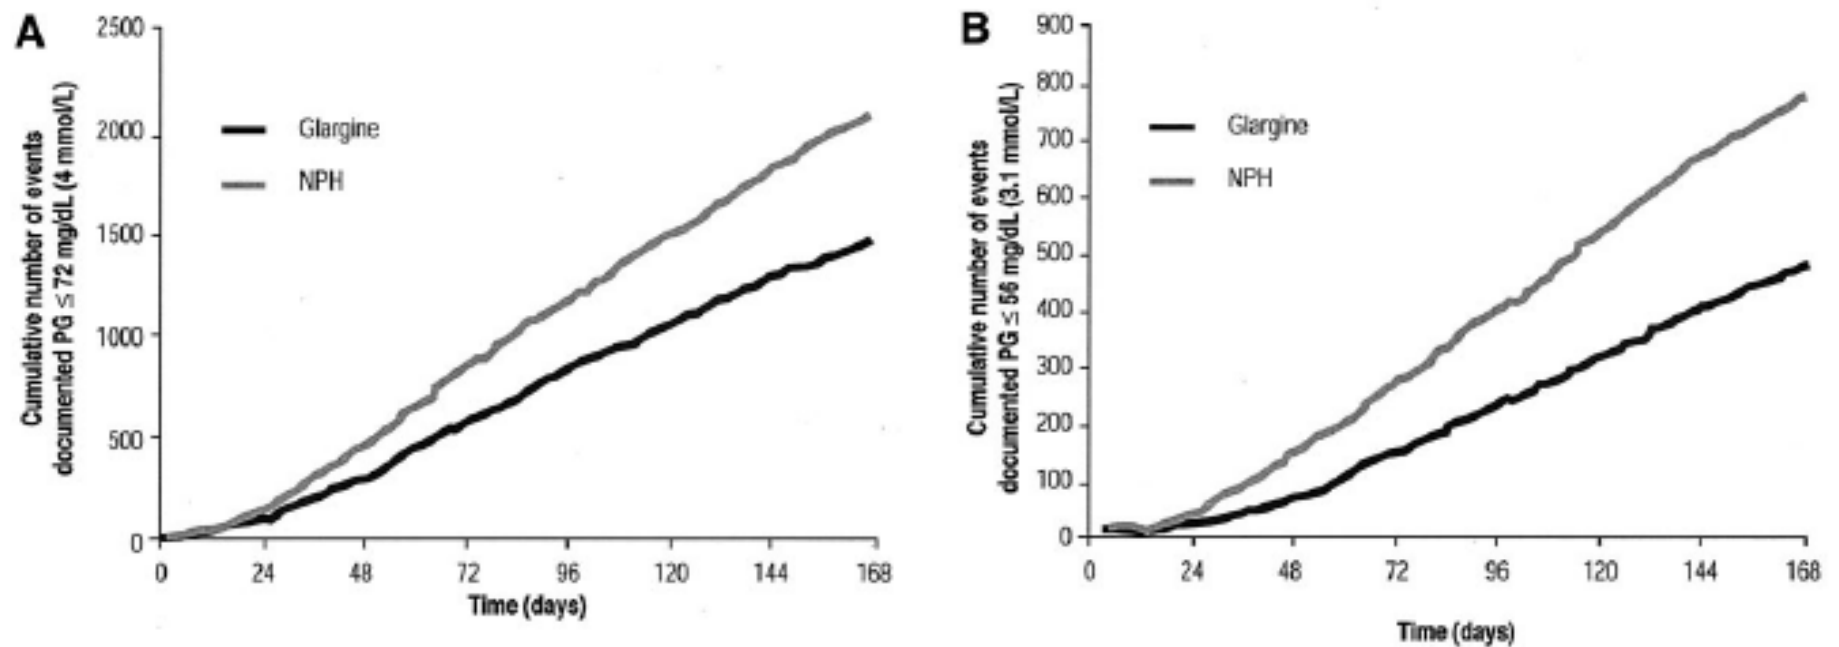 A
2500
2000
1500
1000
500
0
0 24 48 72 96 120 144 168
Time (days)
Cumulative number of events
documented PG ≤ 72 mg/dL (4 mmol/L)
Glargine
NPH
B
900
800
700
600
500
400
300
200
100
0
0 24 48 72 96 120 144 168
Time (days)
Cumulative number of events
documented PG ≤ 56 mg/dL (3.1 mmol/L)
Glargine
NPH